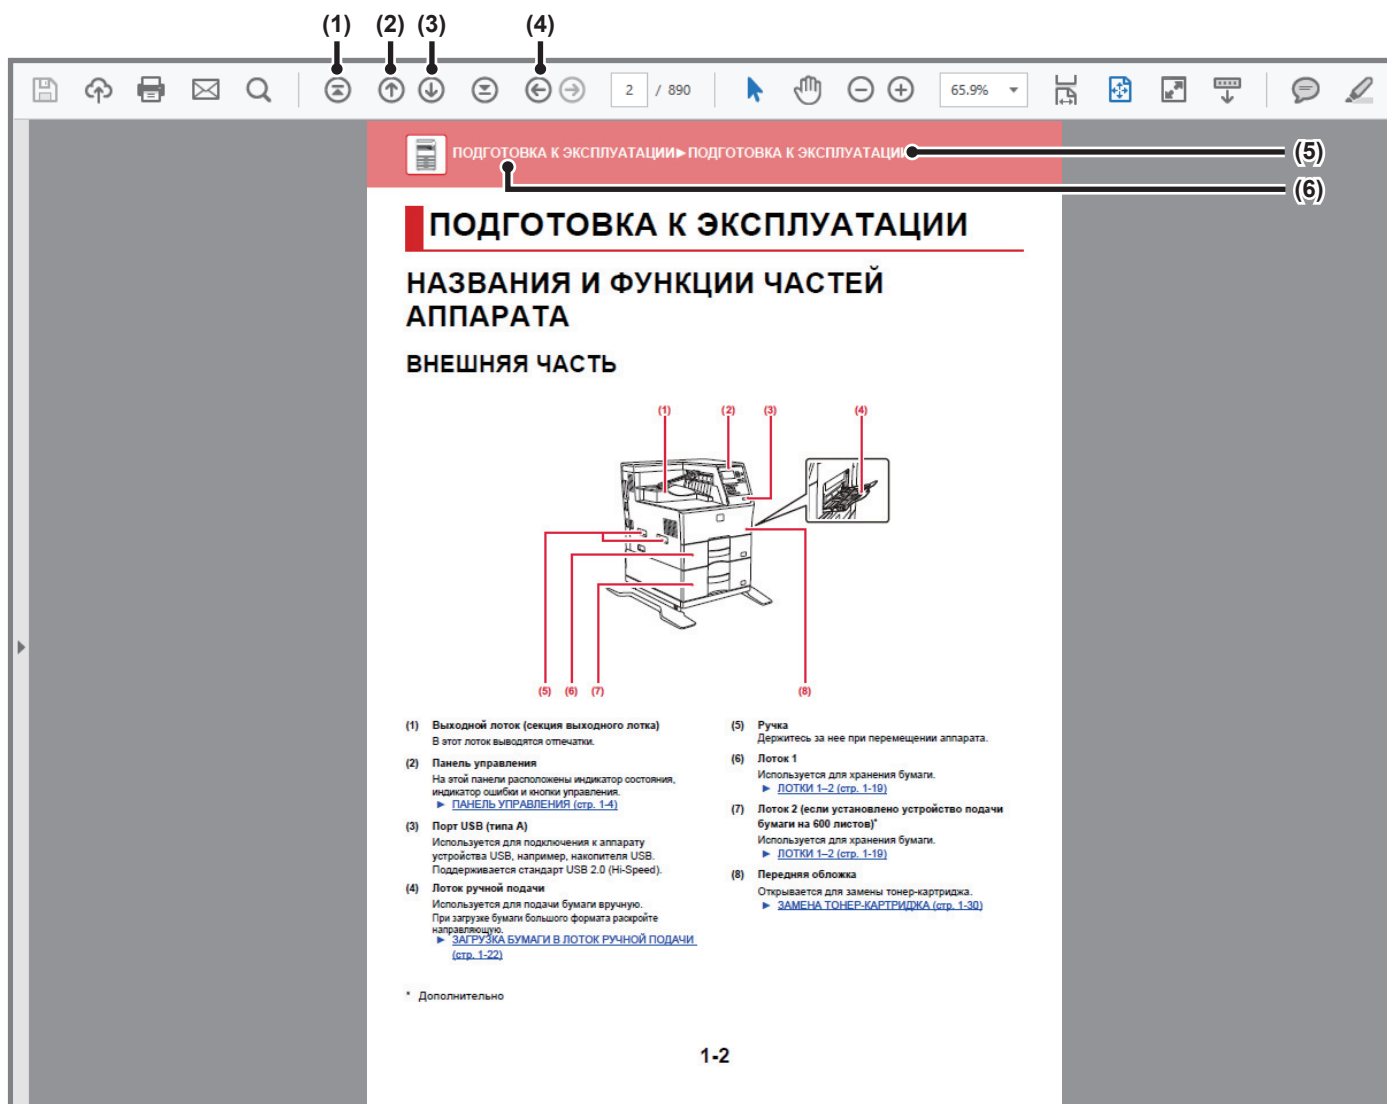 (1) (2) (3) (4)
2 / 890 65.9%
ПОДГОТОВКА К ЭКСПЛУАТАЦИИ►ПОДГОТОВКА К ЭКСПЛУАТАЦИИ (5)
(6)
ПОДГОТОВКА К ЭКСПЛУАТАЦИИ
НАЗВАНИЯ И ФУНКЦИИ ЧАСТЕЙ
АППАРАТА
ВНЕШНЯЯ ЧАСТЬ
(1) (2) (3) (4)
(5) (6) (7) (8)
(1) Выходной лоток (секция выходного лотка)
В этот лоток выводятся отпечатки.
(2) Панель управления
На этой панели расположены индикатор состояния,
индикатор ошибки и кнопки управления.
► ПАНЕЛЬ УПРАВЛЕНИЯ (стр. 1-4)
(3) Порт USB (типа A)
Используется для подключения к аппарату
устройства USB, например, накопителя USB.
Поддерживается стандарт USB 2.0 (Hi-Speed).
(4) Лоток ручной подачи
Используется для подачи бумаги вручную.
При загрузке бумаги большого формата раскройте
направляющую.
► ЗАГРУЗКА БУМАГИ В ЛОТОК РУЧНОЙ ПОДАЧИ
(стр. 1-22)
(5) Ручка
Держитесь за нее при перемещении аппарата.
(6) Лоток 1
Используется для хранения бумаги.
► ЛОТКИ 1–2 (стр. 1-19)
(7) Лоток 2 (если установлено устройство подачи
бумаги на 600 листов)*
Используется для хранения бумаги.
► ЛОТКИ 1–2 (стр. 1-19)
(8) Передняя обложка
Открывается для замены тонер-картриджа.
► ЗАМЕНА ТОНЕР-КАРТРИДЖА (стр. 1-30)
* Дополнительно
1-2